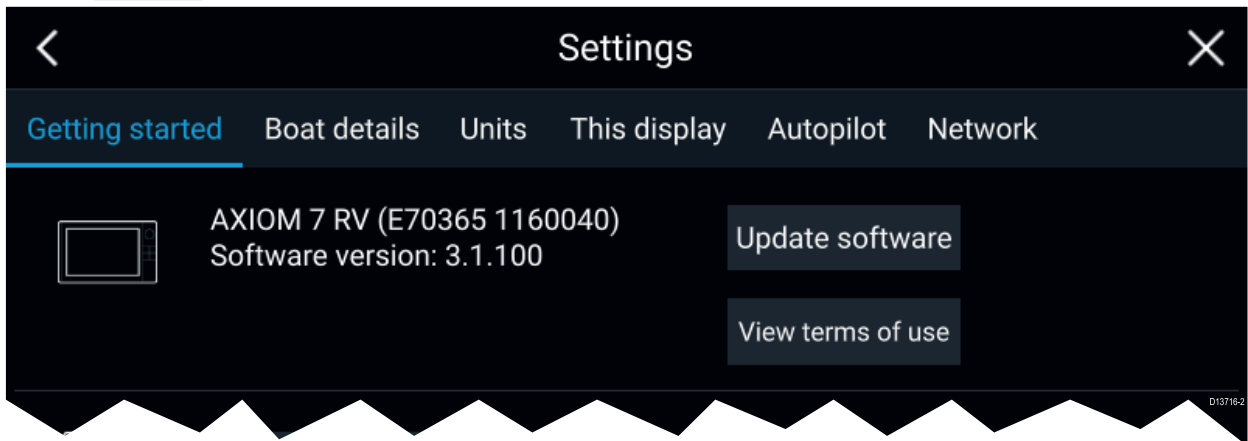 Settings
Getting started Boat details Units This display Autopilot Network
AXIOM 7 RV (E70365 1160040)
Software version: 3.1.100
Update software
View terms of use
D13716-2